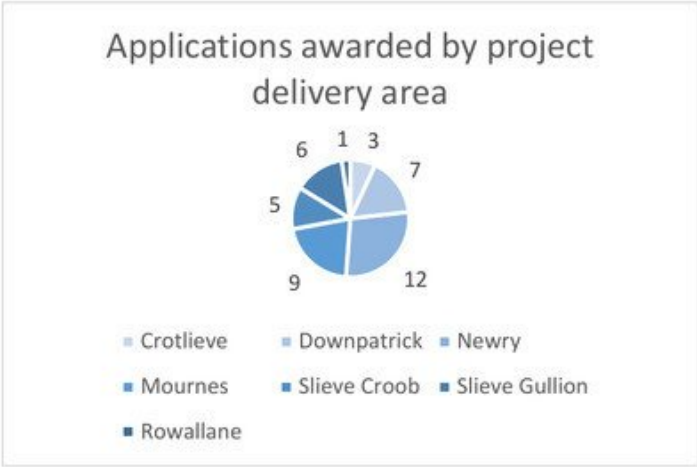 Applications awarded by project
delivery area
1 3
6
7
5
9
12
Crotlieve Downpatrick Newry
Mournes Slieve Croob Slieve Gullion
Rowallane